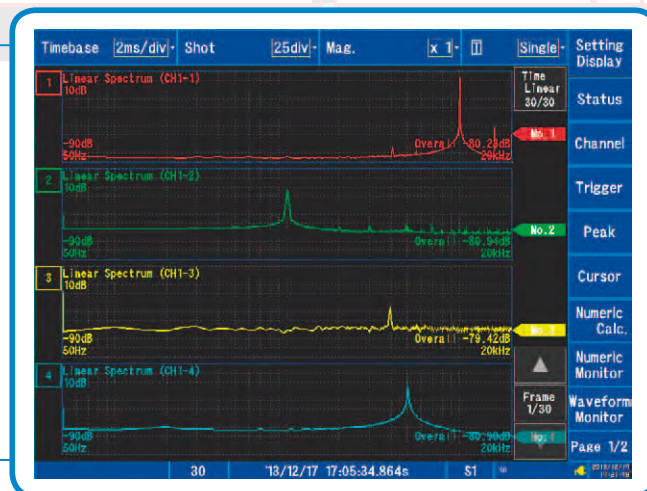 Timebase 2ms/div Shot 25div Mag. x 1 Single
Setting
Display
Status
Channel
Trigger
Peak
Cursor
Numeric
Calc.
Numeric
Monitor
Waveform
Monitor
Page 1/2
1 Linear Spectrum (CH1-1)
10dB
-90dB
50Hz
Overall -80.23dB
20kHz
Time
Linear
30/30
No.1
2 Linear Spectrum (CH1-2)
10dB
-90dB
50Hz
Overall -80.94dB
20kHz
No.2
3 Linear Spectrum (CH1-3)
10dB
-90dB
50Hz
Overall -79.42dB
20kHz
4 Linear Spectrum (CH1-4)
10dB
-90dB
50Hz
Overall -80.90dB
20kHz
Frame
1/30
30 '13/12/17 17:05:34.864s S1